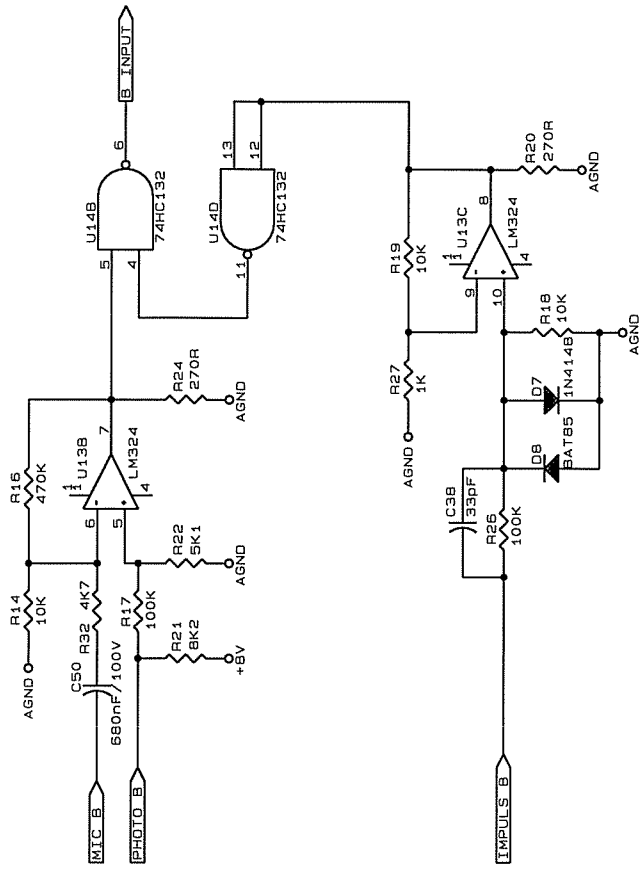 MIC B
C50
680nF/100V
R32
4K7
AGND
R14
10K
R16
470K
PHOTO B
R21
8K2
+8V
R17
100K
R22
5K1
AGND
6
5
11
U13B
4
LM324
7
R24
270R
AGND
5
4
U14B
74HC132
6
B INPUT
11
U14D
74HC132
13
12
IMPULS B
C38
33pF
R26
100K
D8
BAT85
D7
1N4148
R18
10K
AGND
AGND
R27
1K
R19
10K
9
10
11
U13C
4
LM324
8
R20
270R
AGND